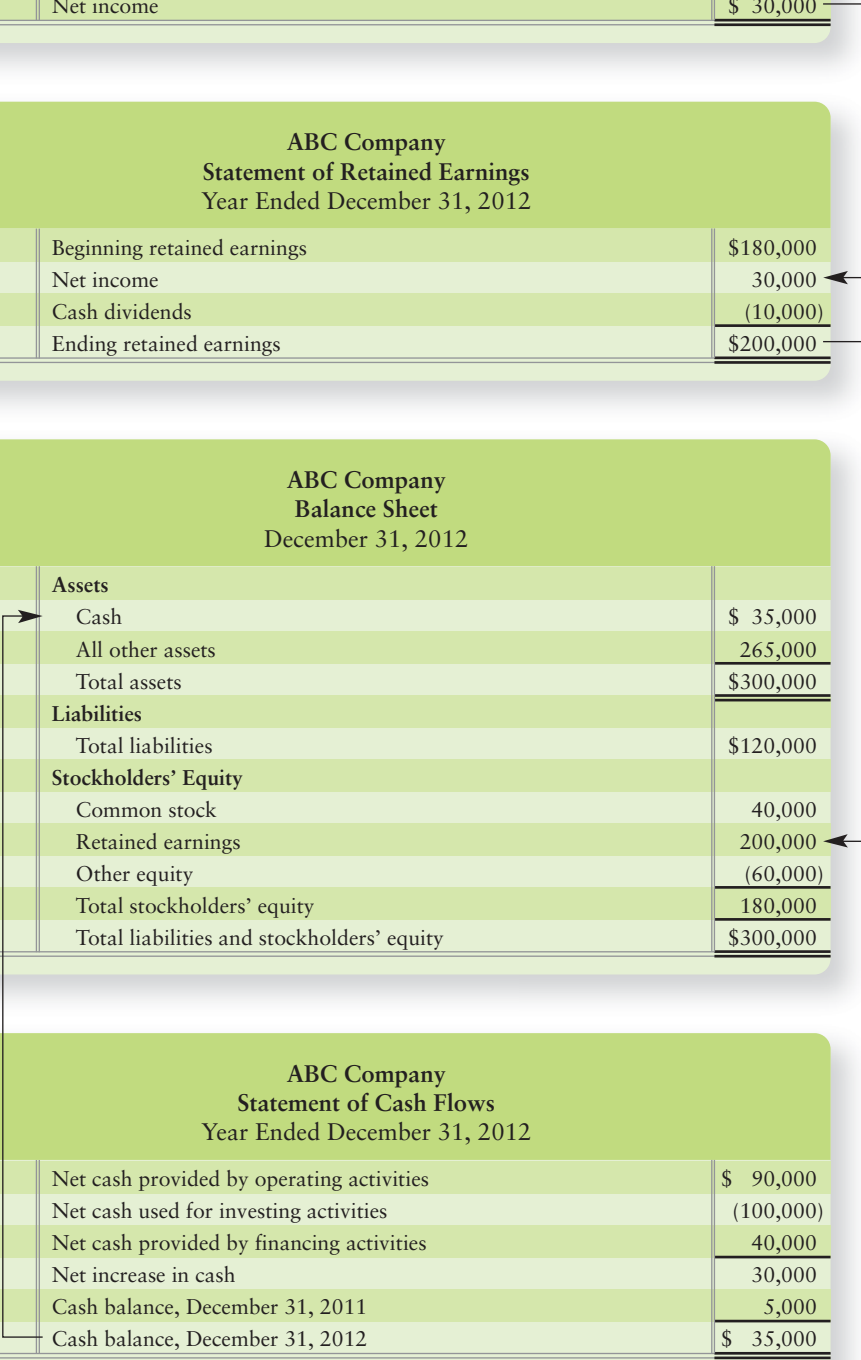 Net income $ 30,000
ABC Company
Statement of Retained Earnings
Year Ended December 31, 2012
Beginning retained earnings $180,000
Net income 30,000
Cash dividends (10,000)
Ending retained earnings $200,000
ABC Company
Balance Sheet
December 31, 2012
Assets
Cash $ 35,000
All other assets 265,000
Total assets $300,000
Liabilities
Total liabilities $120,000
Stockholders’ Equity
Common stock 40,000
Retained earnings 200,000
Other equity (60,000)
Total stockholders’ equity 180,000
Total liabilities and stockholders’ equity $300,000
ABC Company
Statement of Cash Flows
Year Ended December 31, 2012
Net cash provided by operating activities $ 90,000
Net cash used for investing activities (100,000)
Net cash provided by financing activities 40,000
Net increase in cash 30,000
Cash balance, December 31, 2011 5,000
Cash balance, December 31, 2012 $ 35,000